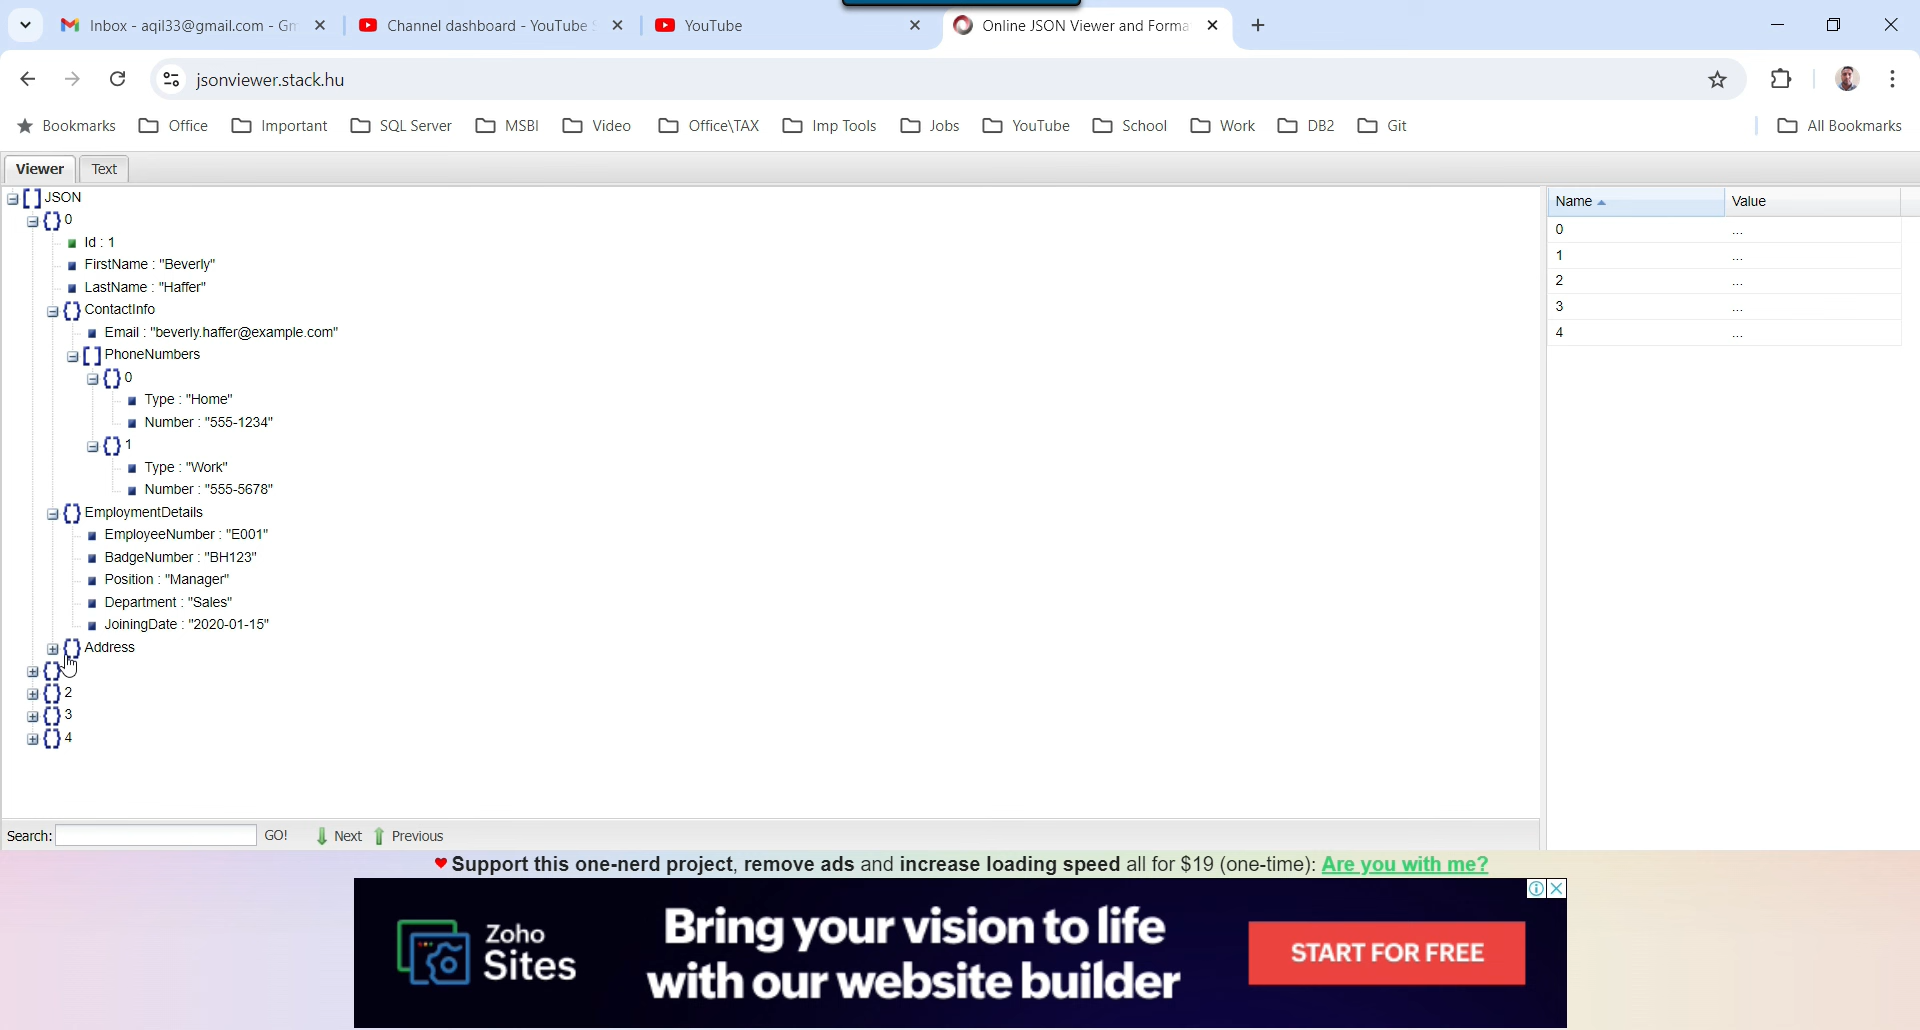 Inbox - aqil33@gmail.com - Gm
Channel dashboard - YouTube S
YouTube
Online JSON Viewer and Forma
jsonviewer.stack.hu
Bookmarks
Office
Important
SQL Server
MSBI
Video
Office\TAX
Imp Tools
Jobs
YouTube
School
Work
DB2
Git
All Bookmarks
Viewer
Text
JSON
0
Id : 1
FirstName : "Beverly"
LastName : "Haffer"
ContactInfo
Email : "beverly.haffer@example.com"
PhoneNumbers
0
Type : "Home"
Number : "555-1234"
1
Type : "Work"
Number : "555-5678"
EmploymentDetails
EmployeeNumber : "E001"
BadgeNumber : "BH123"
Position : "Manager"
Department : "Sales"
JoiningDate : "2020-01-15"
Address
2
3
4
Name Value
0 ...
1 ...
2 ...
3 ...
4 ...
Search: GO! Next Previous
♥ Support this one-nerd project, remove ads and increase loading speed all for $19 (one-time): Are you with me?
Zoho
Sites
Bring your vision to life
with our website builder
START FOR FREE